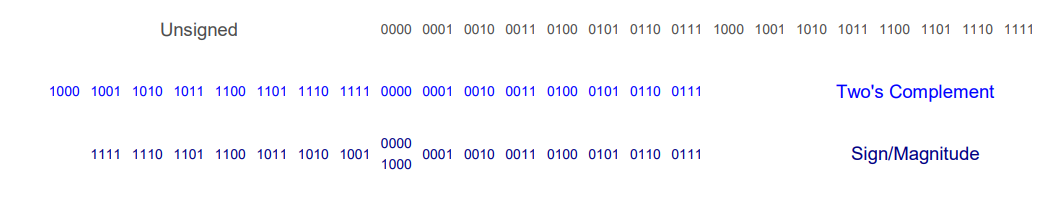 Unsigned 0000 0001 0010 0011 0100 0101 0110 0111 1000 1001 1010 1011 1100 1101 1110 1111
1000 1001 1010 1011 1100 1101 1110 1111 0000 0001 0010 0011 0100 0101 0110 0111 Two's Complement
0000
1111 1110 1101 1100 1011 1010 1001 0001 0010 0011 0100 0101 0110 0111 Sign/Magnitude
1000